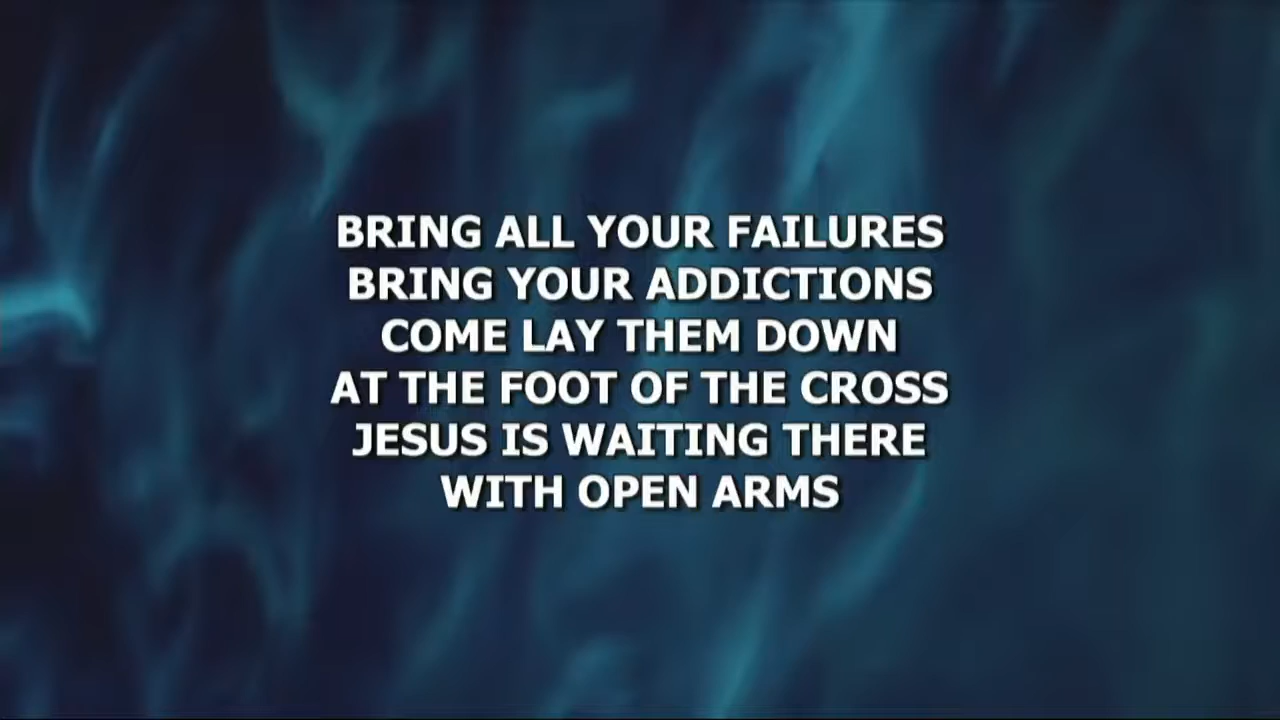 BRING ALL YOUR FAILURES
BRING YOUR ADDICTIONS
COME LAY THEM DOWN
AT THE FOOT OF THE CROSS
JESUS IS WAITING THERE
WITH OPEN ARMS